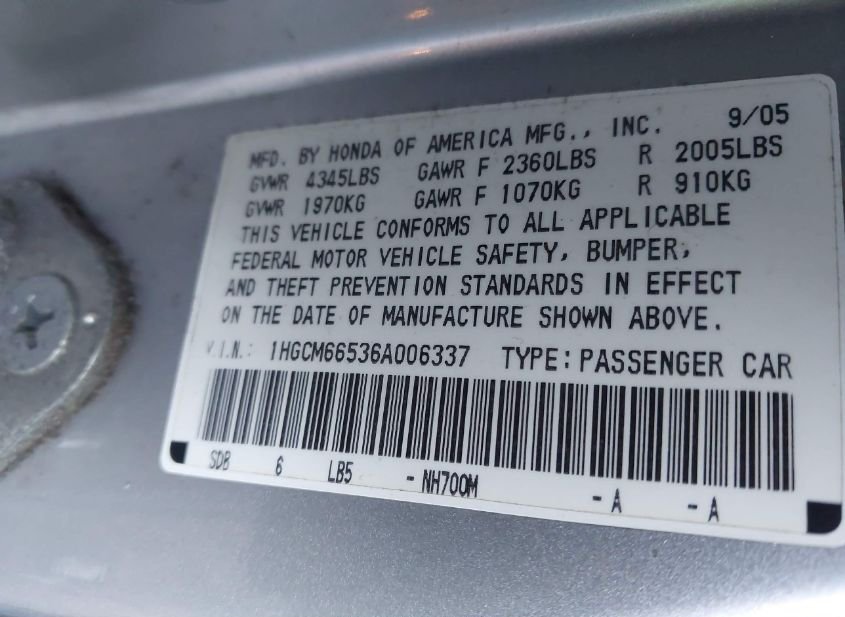 MFD. BY HONDA OF AMERICA MFG., INC. 9/05
GVWR 4345LBS GAWR F 2360LBS R 2005LBS
GVWR 1970KG GAWR F 1070KG R 910KG
THIS VEHICLE CONFORMS TO ALL APPLICABLE
FEDERAL MOTOR VEHICLE SAFETY, BUMPER,
AND THEFT PREVENTION STANDARDS IN EFFECT
ON THE DATE OF MANUFACTURE SHOWN ABOVE.
V.I.N.: 1HGCM66536A006337 TYPE: PASSENGER CAR
SDB 6 LB5 - NH700M - A - A